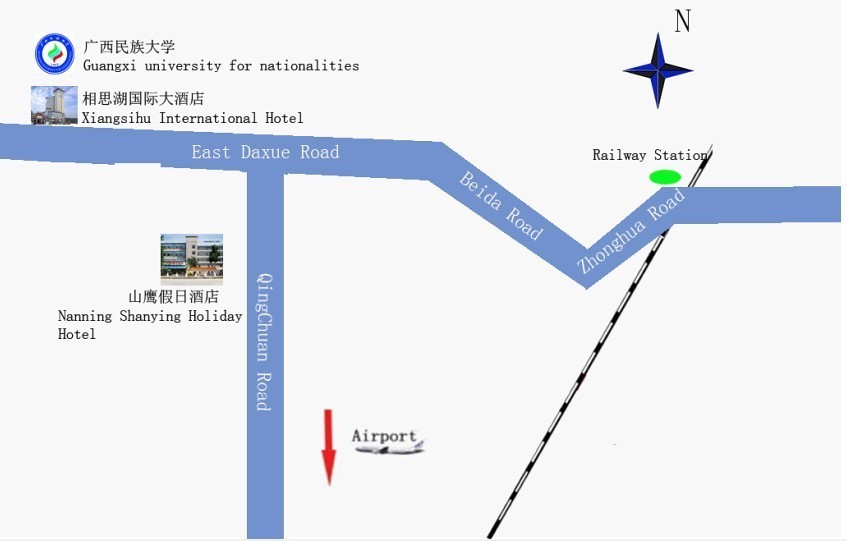 N
广西民族大学
Guangxi university for nationalities
相思湖国际大酒店
Xiangsihu International Hotel
East Daxue Road
Railway Station
Beida Road
Zhonghua Road
山鹰假日酒店
Nanning Shanying Holiday
Hotel
QingChuan Road
Airport